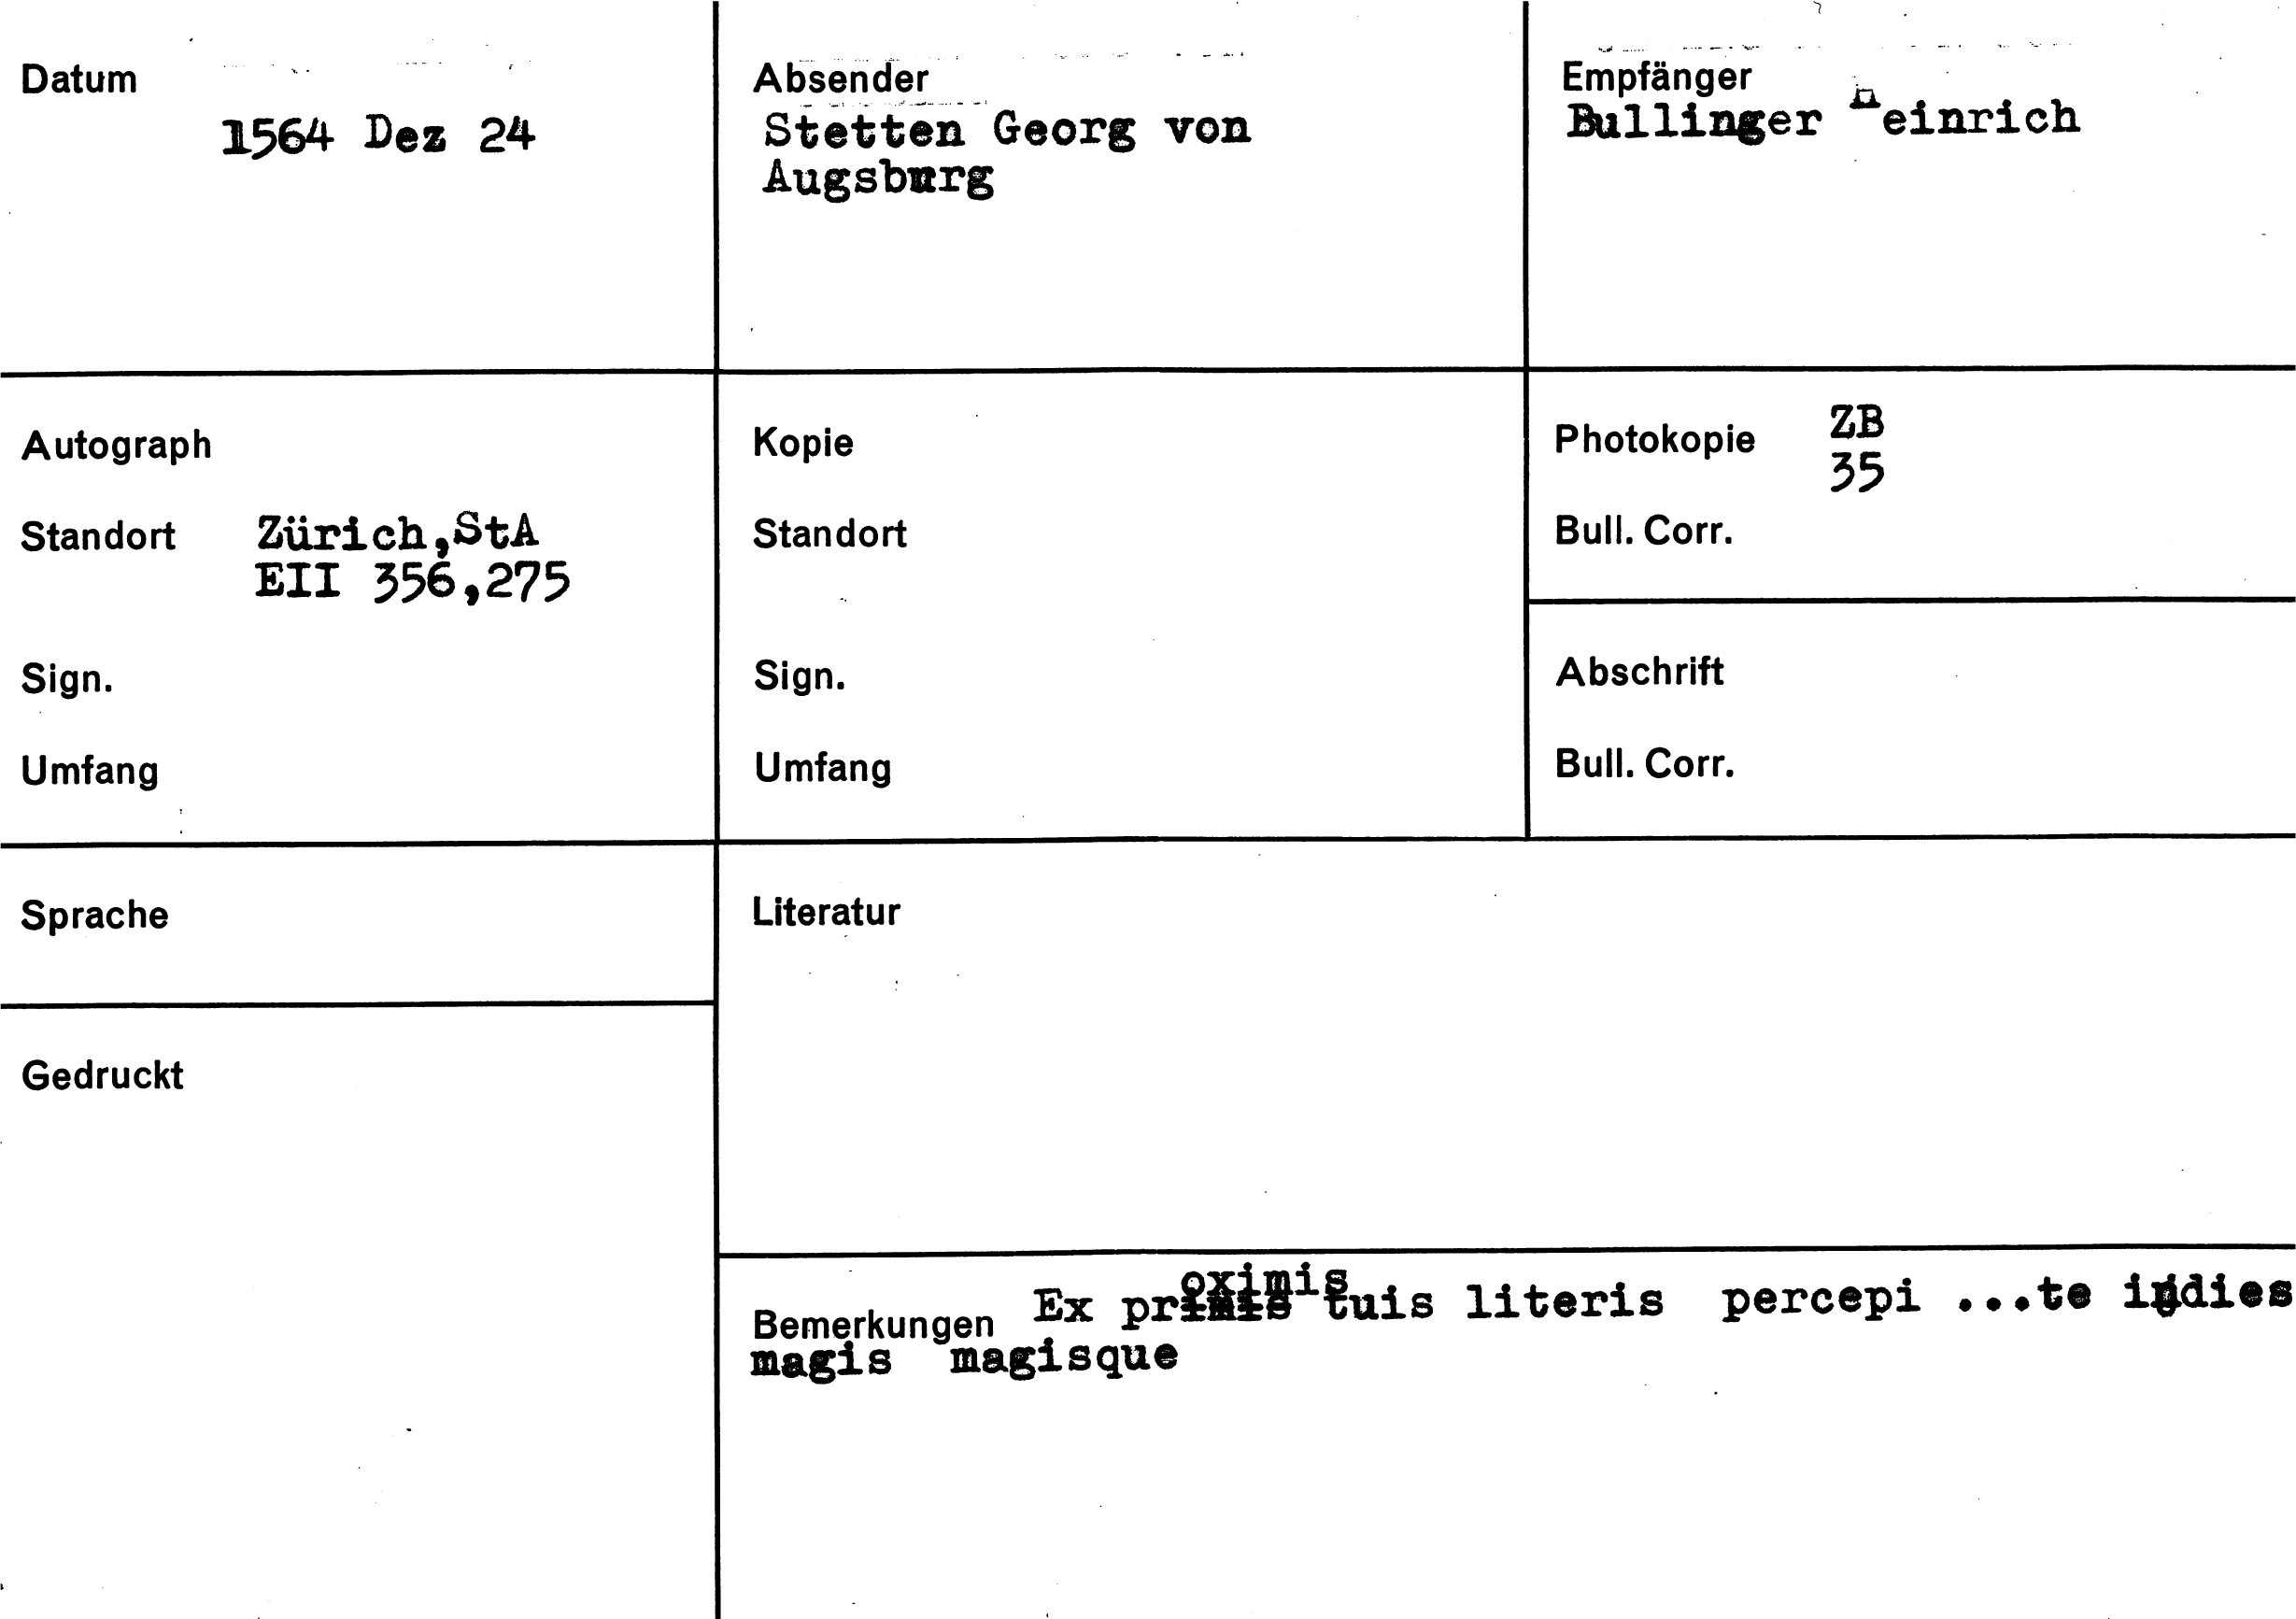 Datum
1564 Dez 24
Absender
Stetten Georg von
Augsburg
Empfänger
Bullinger Heinrich
Autograph
Standort Zürich,StA
EII 356,275
Sign.
Umfang
Kopie
Standort
Sign.
Umfang
Photokopie ZB
35
Bull. Corr.
Abschrift
Bull. Corr.
Sprache
Literatur
Gedruckt
Bemerkungen Ex proximis tuis literis percepi ...te indies
magis magisque